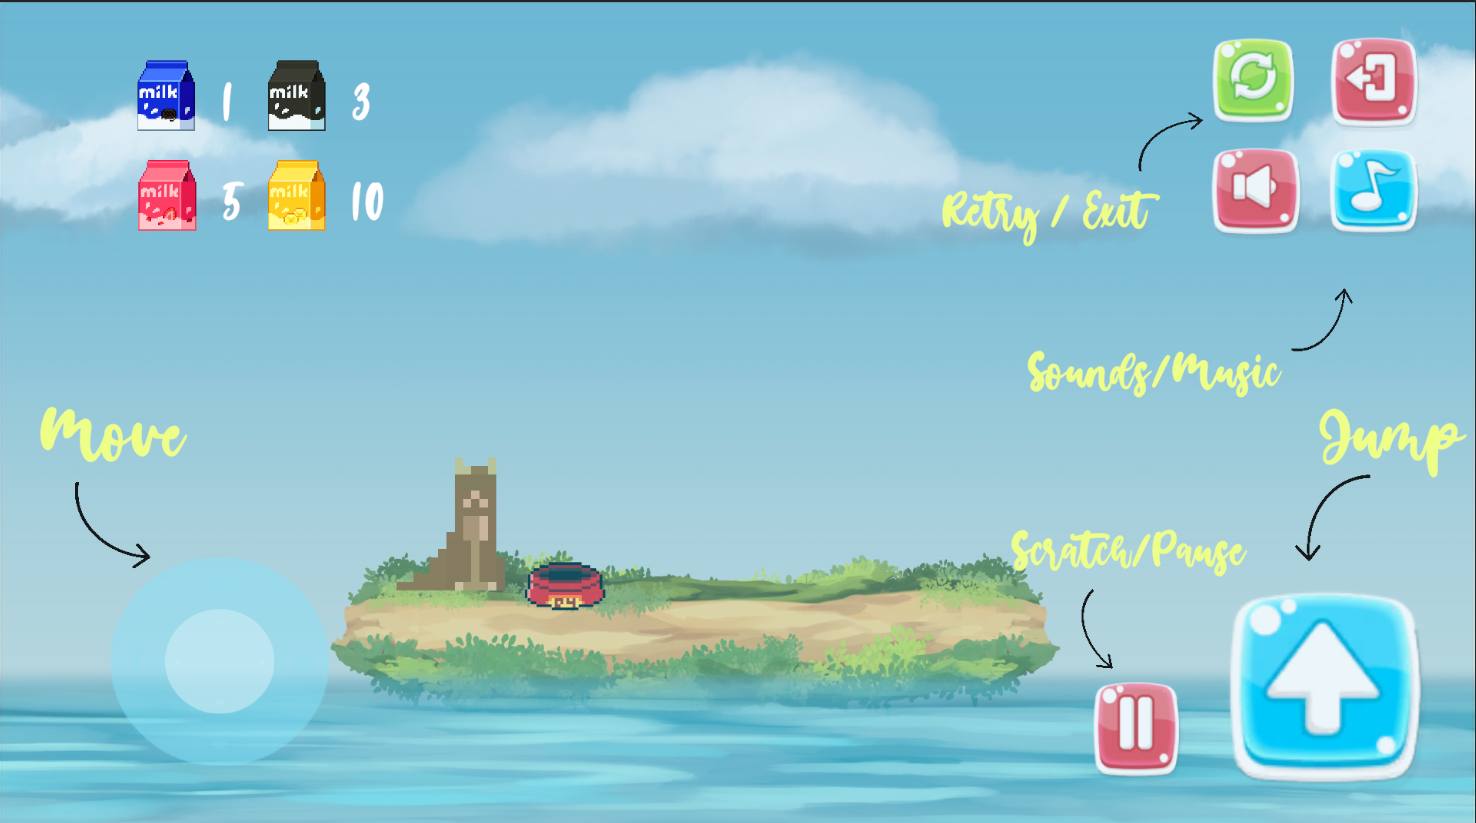 milk 1 milk 3
milk 5 milk 10
Retry / Exit
Sounds/Music
Move
Jump
Scratch/Pause